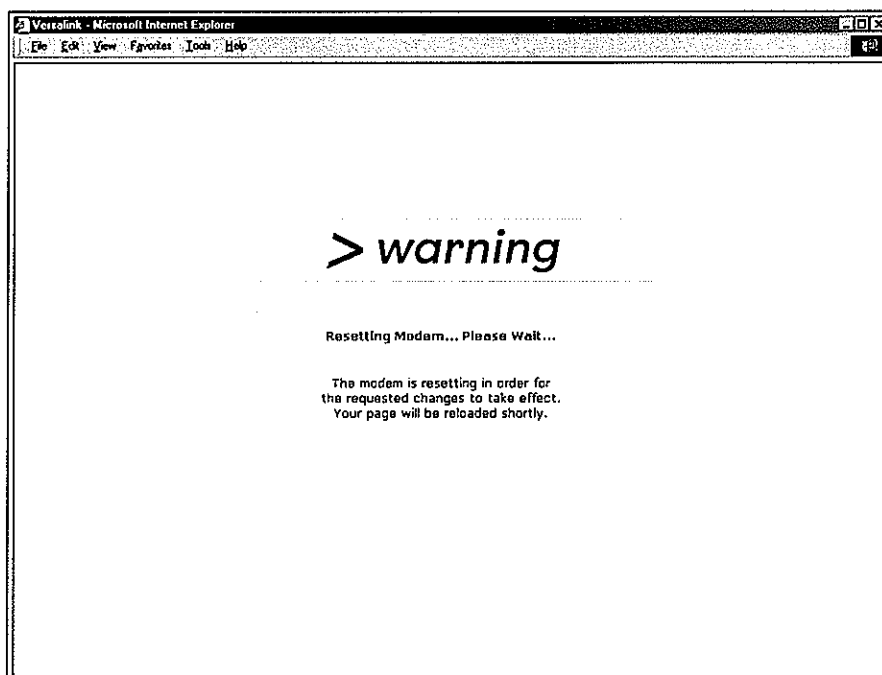 Versalink - Microsoft Internet Explorer
File Edit View Favorites Tools Help
> warning
Resetting Modem... Please Wait...
The modem is resetting in order for
the requested changes to take effect.
Your page will be reloaded shortly.